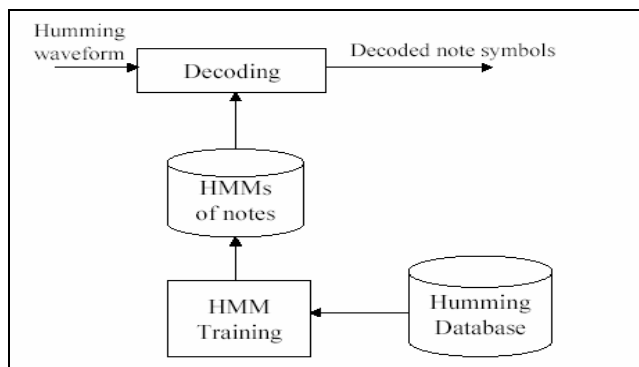 Humming
waveform
Decoding
Decoded note symbols
HMMs
of notes
HMM
Training
Humming
Database